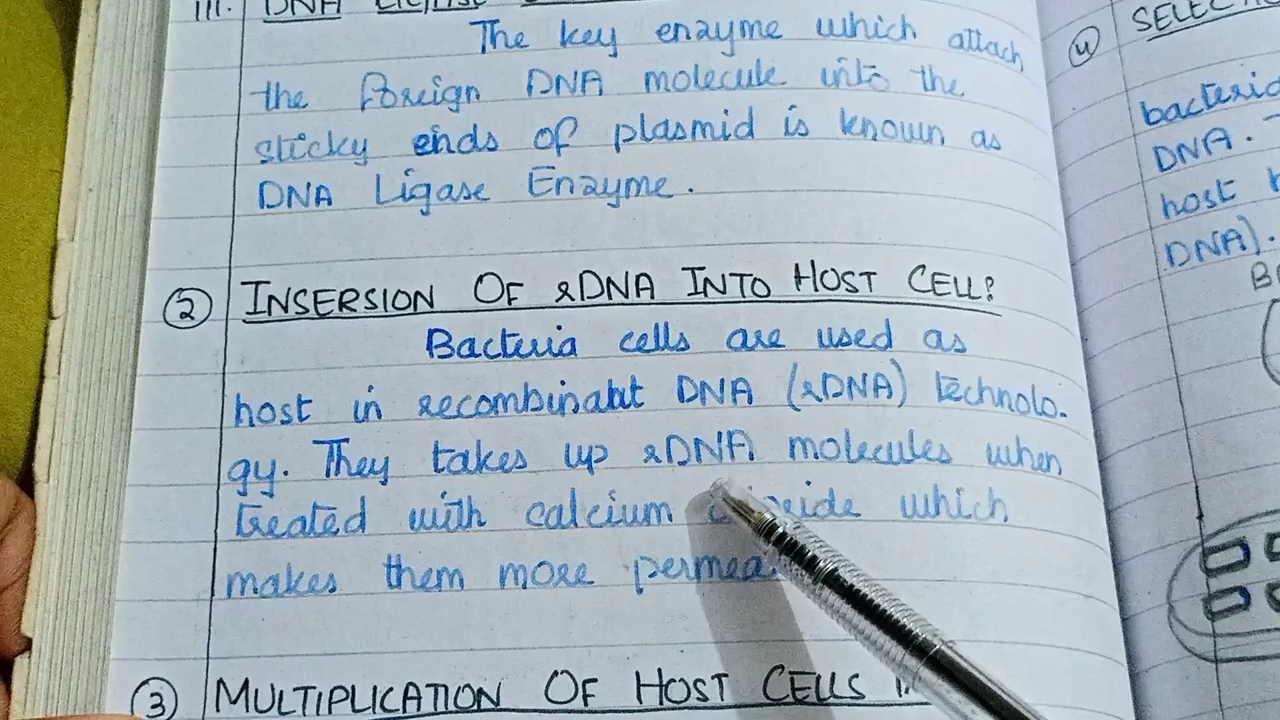 III. DNA
The key enzyme which attach
the foreign DNA molecule into the
sticky ends of plasmid is known as
DNA Ligase Enzyme.
② INSERSION OF rDNA INTO HOST CELL?
Bacteria cells are used as
host in recombinant DNA (rDNA) technolo-
gy. They takes up rDNA molecules when
treated with calcium which
makes them more
③ MULTIPLICATION OF HOST CELLS
④
DNA.
host
DNA).